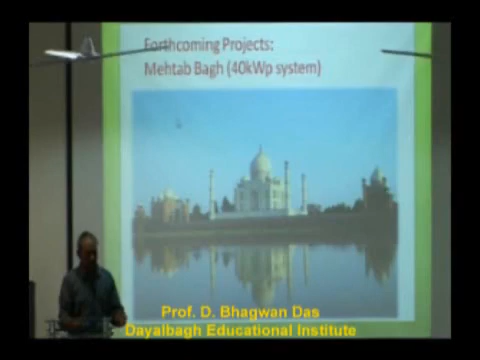 Forthcoming Projects:
Mehtab Bagh (40kWp system)
Prof. D. Bhagwan Das
Dayalbagh Educational Institute